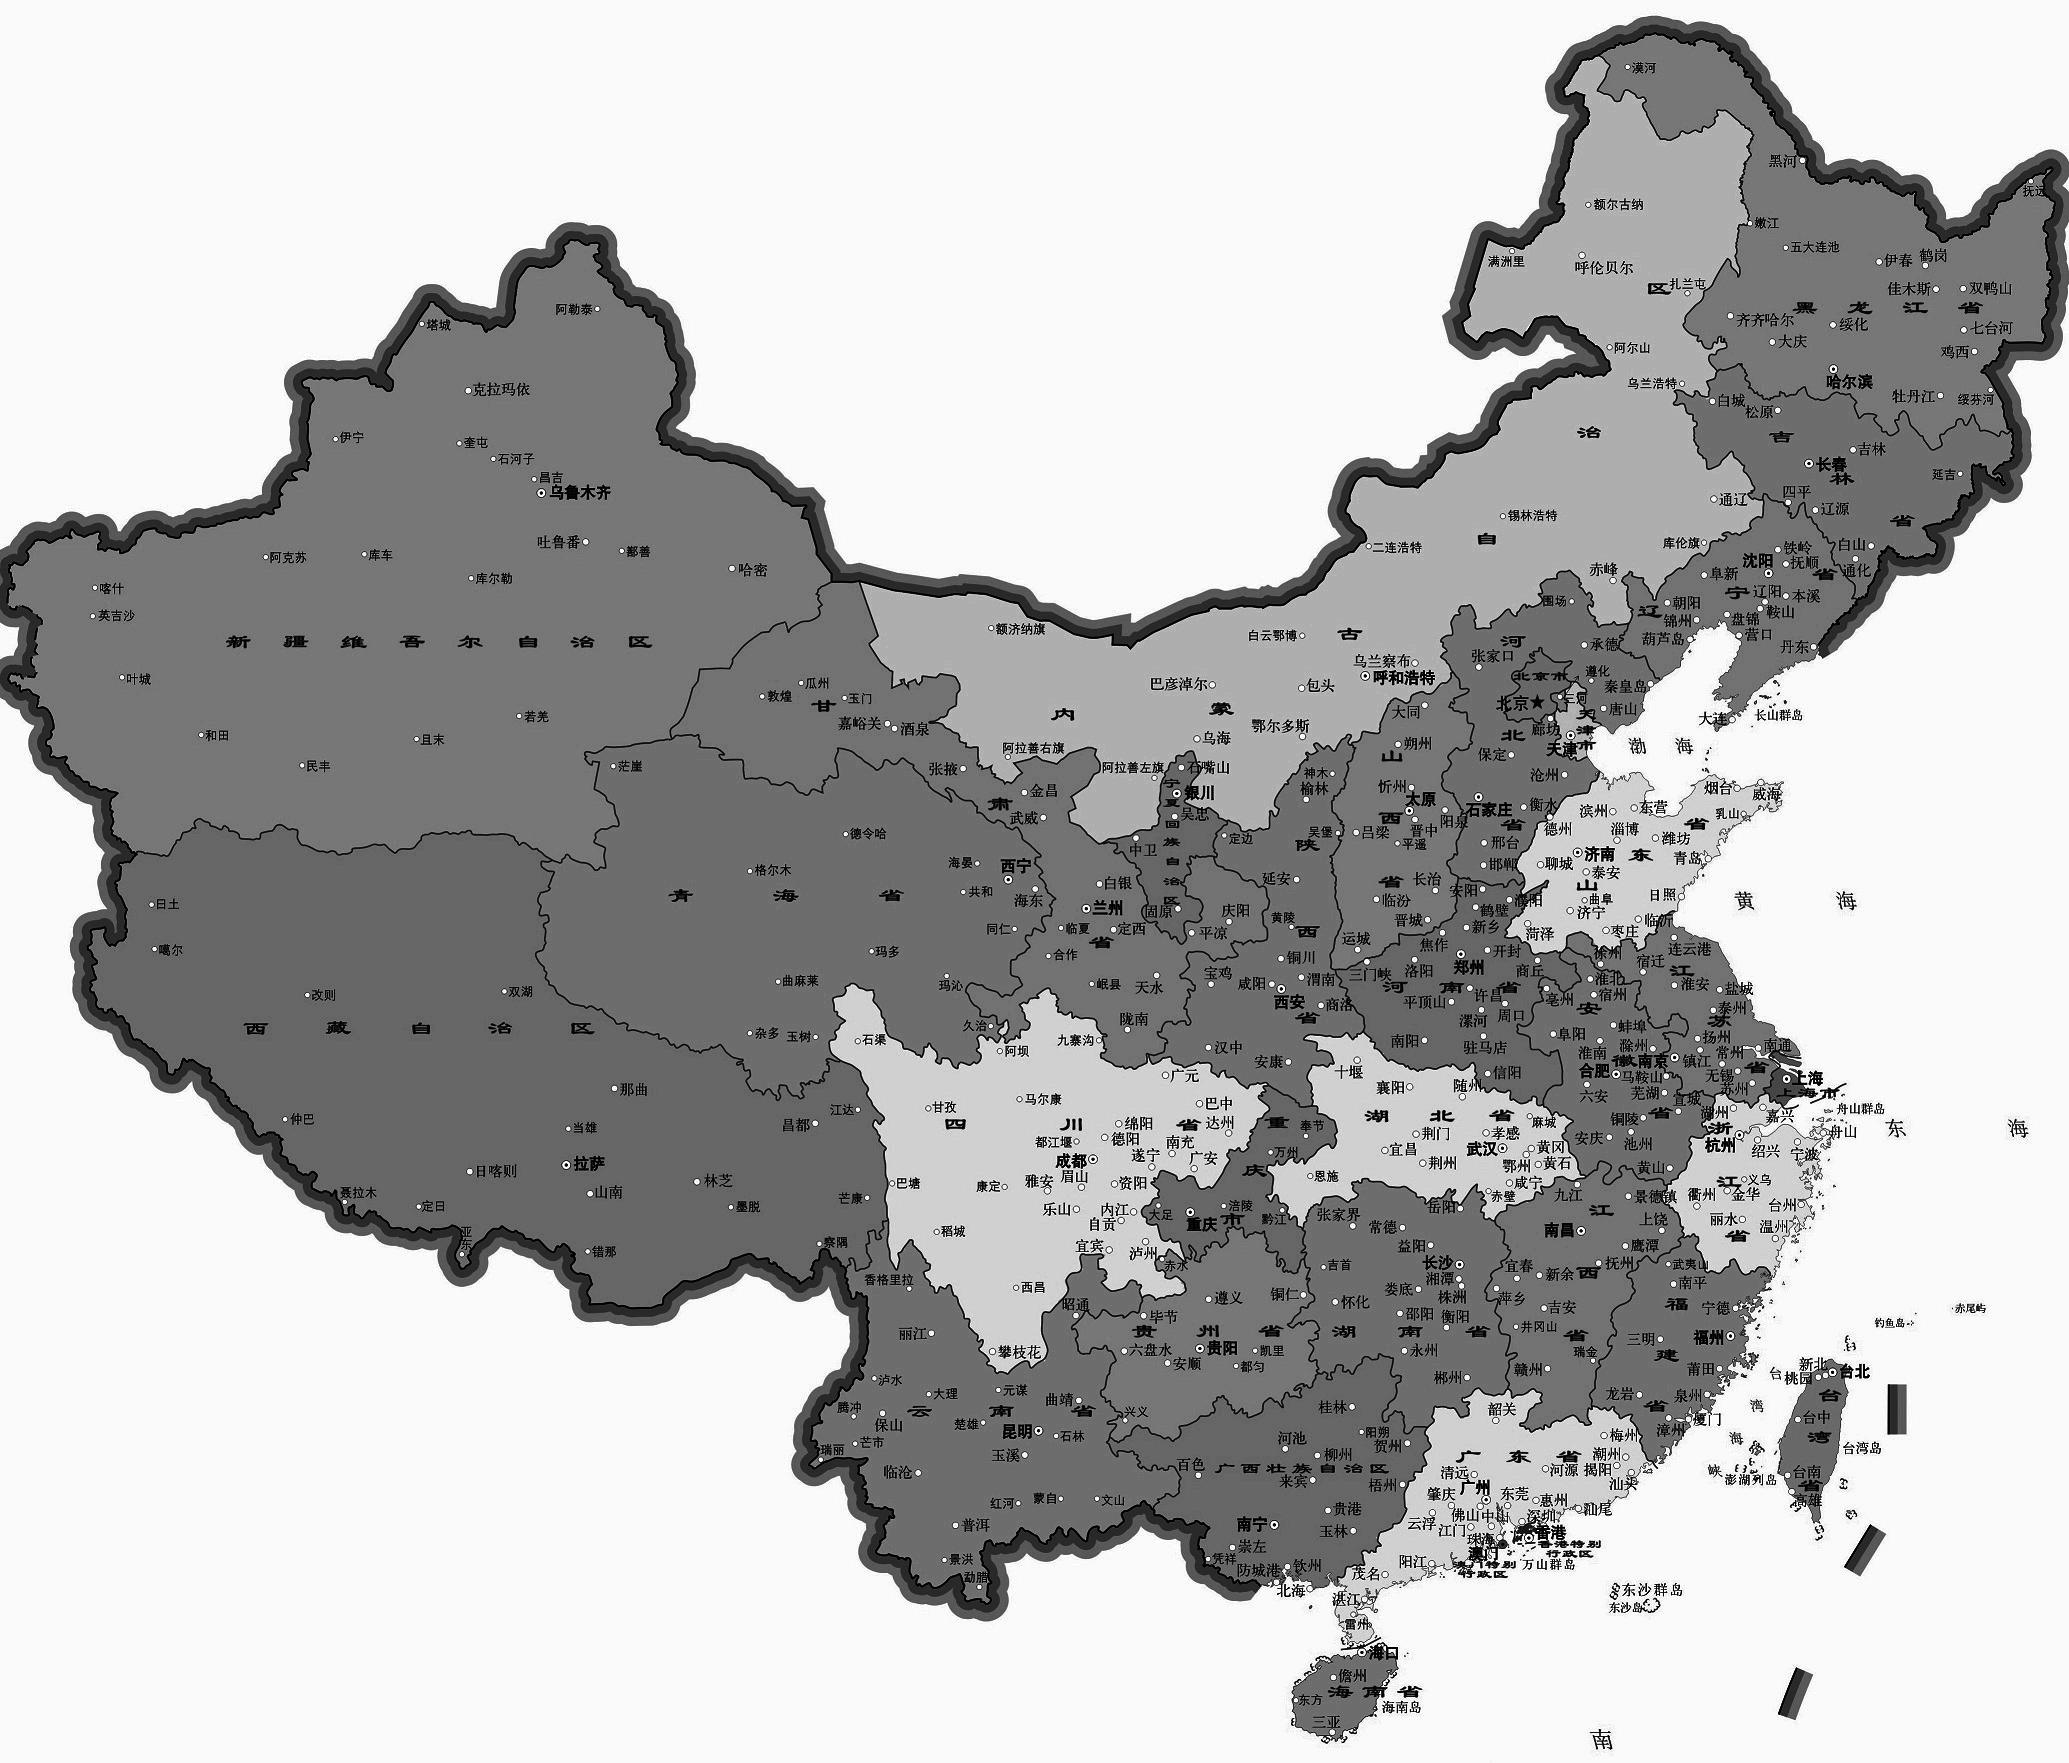 漠河
黑河
抚远
额尔古纳
嫩江
五大连池
满洲里
呼伦贝尔
伊春
鹤岗
区
扎兰屯
佳木斯
双鸭山
黑龙江省
阿勒泰
塔城
齐齐哈尔
绥化
七台河
大庆
阿尔山
鸡西
哈尔滨
克拉玛依
乌兰浩特
白城
松原
牡丹江
绥芬河
伊宁
奎屯
治
吉
吉林
石河子
长春
林
延吉
昌吉
乌鲁木齐
通辽
四平
辽源
锡林浩特
省
自
吐鲁番
鄯善
二连浩特
库伦旗
沈阳
铁岭
白山
阿克苏
库车
抚顺
哈密
库尔勒
赤峰
阜新
省
通化
喀什
宁
辽阳
本溪
英吉沙
围场
辽
朝阳
鞍山
锦州
盘锦
额济纳旗
白云鄂博
古
河
葫芦岛
营口
新疆维吾尔自治区
承德
丹东
乌兰察布
张家口
呼和浩特
北京市
遵化
叶城
瓜州
巴彦淖尔
包头
秦皇岛
敦煌
玉门
北京
三河
甘
内
蒙
大同
唐山
天
津
市
大连
长山群岛
若羌
嘉峪关
酒泉
鄂尔多斯
廊坊
和田
且末
乌海
朔州
北
天津
渤海
阿拉善右旗
山
保定
民丰
茫崖
张掖
阿拉善左旗
石嘴山
神木
沧州
宁夏回族自治区
榆林
忻州
烟台
威海
金昌
银川
太原
石家庄
衡水
滨州
东营
肃
武威
吴忠
西
阳泉
省
德州
淄博
省
乳山
德令哈
定边
吴堡
吕梁
晋中
潍坊
中卫
陕
平遥
邢台
济南
东
青岛
海晏
西宁
邯郸
聊城
泰安
格尔木
白银
延安
省
长治
安阳
山
青海省
共和
海东
临汾
濮阳
曲阜
日照
黄海
日土
兰州
固原
庆阳
鹤壁
济宁
同仁
临夏
定西
黄陵
晋城
新乡
菏泽
临沂
省
平凉
西
运城
焦作
枣庄
噶尔
玛多
合作
铜川
开封
徐州
连云港
宝鸡
三门峡
洛阳
郑州
商丘
宿迁
江
曲麻莱
玛沁
岷县
天水
咸阳
渭南
河南省
淮北
淮安
改则
双湖
西安
商洛
平顶山
许昌
亳州
宿州
盐城
陇南
省
周口
安
泰州
西藏自治区
久治
漯河
蚌埠
苏
杂多
玉树
石渠
九寨沟
汉中
南阳
驻马店
阜阳
滁州
扬州
南通
阿坝
安康
淮南
徽
南京
镇江
常州
十堰
信阳
合肥
马鞍山
无锡
省
上海
那曲
广元
襄阳
随州
六安
芜湖
苏州
上海市
马尔康
宣城
仲巴
江达
甘孜
巴中
湖北省
麻城
铜陵
省
湖州
嘉兴
舟山群岛
昌都
四川省
绵阳
达州
重
奉节
浙
当雄
都江堰
德阳
南充
荆门
孝感
安庆
池州
杭州
舟山
东海
拉萨
成都
遂宁
广安
万州
宜昌
武汉
黄冈
绍兴
宁波
日喀则
庆
恩施
荆州
鄂州
黄石
黄山
林芝
芒康
巴塘
康定
雅安
眉山
资阳
咸宁
江
义乌
山南
九江
景德镇
衢州
金华
聂拉木
定日
墨脱
乐山
内江
大足
涪陵
黔江
张家界
岳阳
赤壁
台州
重庆
市
江
丽水
亚东
察隅
稻城
自贡
常德
南昌
上饶
省
温州
错那
宜宾
泸州
益阳
鹰潭
赤水
吉首
长沙
宜春
抚州
武夷山
香格里拉
西昌
湘潭
新余
西
南平
昭通
遵义
铜仁
娄底
株洲
萍乡
怀化
吉安
福
宁德
毕节
邵阳
衡阳
赤尾屿
丽江
贵州省
湖南省
井冈山
省
三明
福州
钓鱼岛
攀枝花
六盘水
贵阳
凯里
永州
瑞金
建
安顺
都匀
赣州
莆田
新北
台北
泸水
郴州
台
桃园
大理
元谋
曲靖
龙岩
泉州
台
腾冲
云南省
兴义
桂林
韶关
省
湾
保山
楚雄
厦门
台中
昆明
石林
阳朔
漳州
芒市
河池
贺州
梅州
海
湾
瑞丽
玉溪
柳州
广东省
潮州
台湾岛
百色
广西壮族自治区
河源
揭阳
峡
临沧
来宾
清远
台南
梧州
汕头
澎湖列岛
广州
省
红河
蒙自
文山
肇庆
东莞
惠州
高雄
贵港
佛山
中山
汕尾
普洱
南宁
玉林
云浮
江门
深圳
香港
崇左
珠海
香港特别
行政区
景洪
凭祥
澳门
澳门特别
行政区
防城港
钦州
茂名
阳江
万山群岛
勐腊
北海
东沙群岛
湛江
东沙岛
雷州
海口
儋州
海南省
东方
海南岛
三亚
南